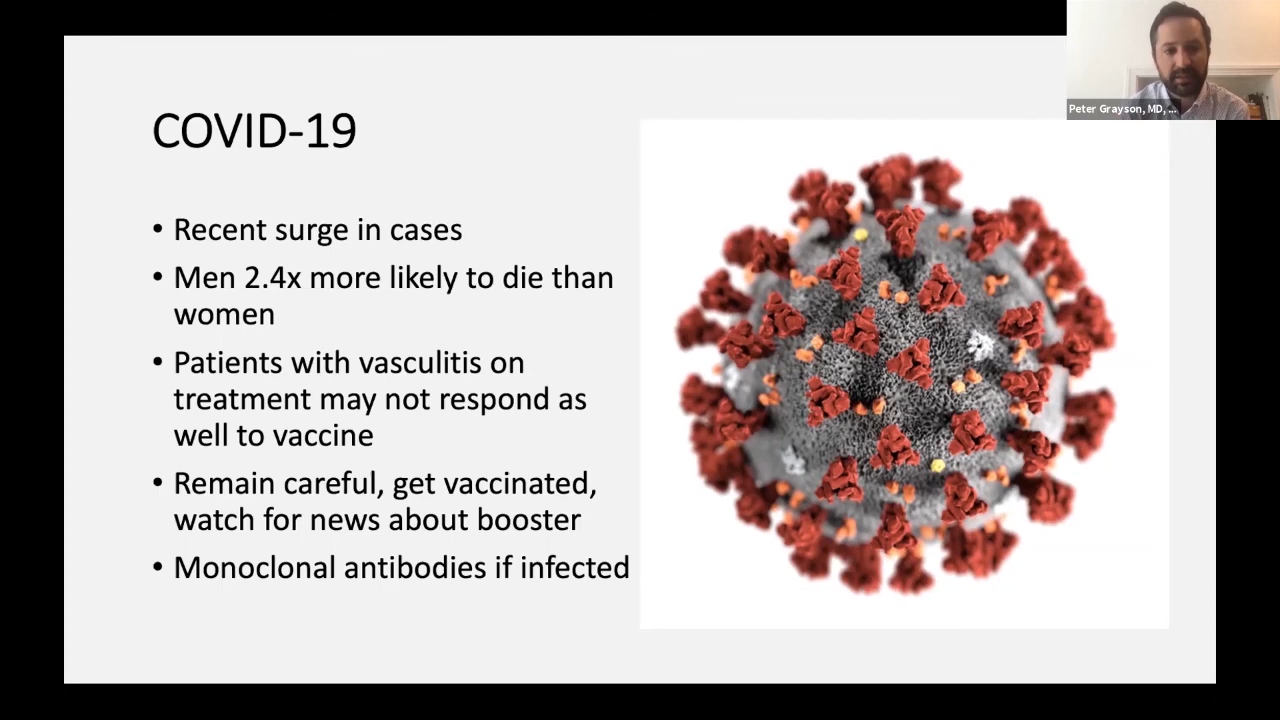 Peter Grayson, MD, ...
COVID-19
• Recent surge in cases
• Men 2.4x more likely to die than
women
• Patients with vasculitis on
treatment may not respond as
well to vaccine
• Remain careful, get vaccinated,
watch for news about booster
• Monoclonal antibodies if infected